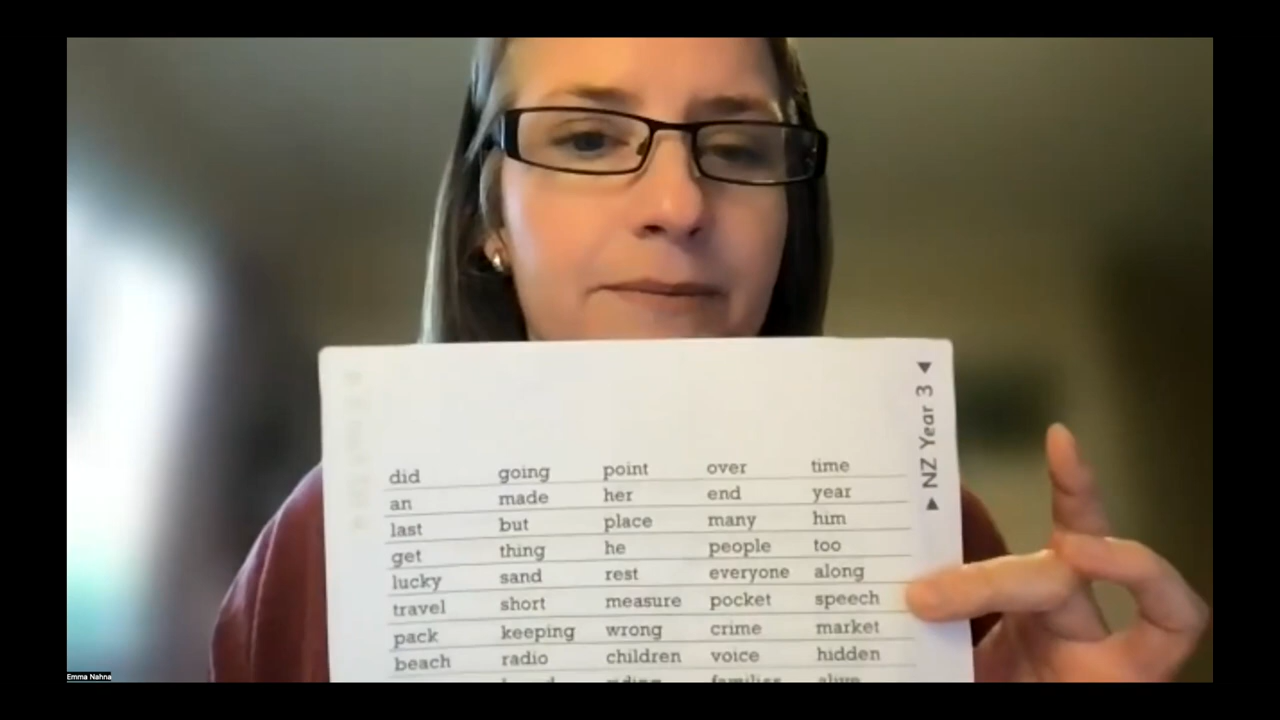 ◀ NZ Year 3 ▶
did going point over time
an made her end year
last but place many him
get thing he people too
lucky sand rest everyone along
travel short measure pocket speech
pack keeping wrong crime market
beach radio children voice hidden
families alive
Emma Nahna